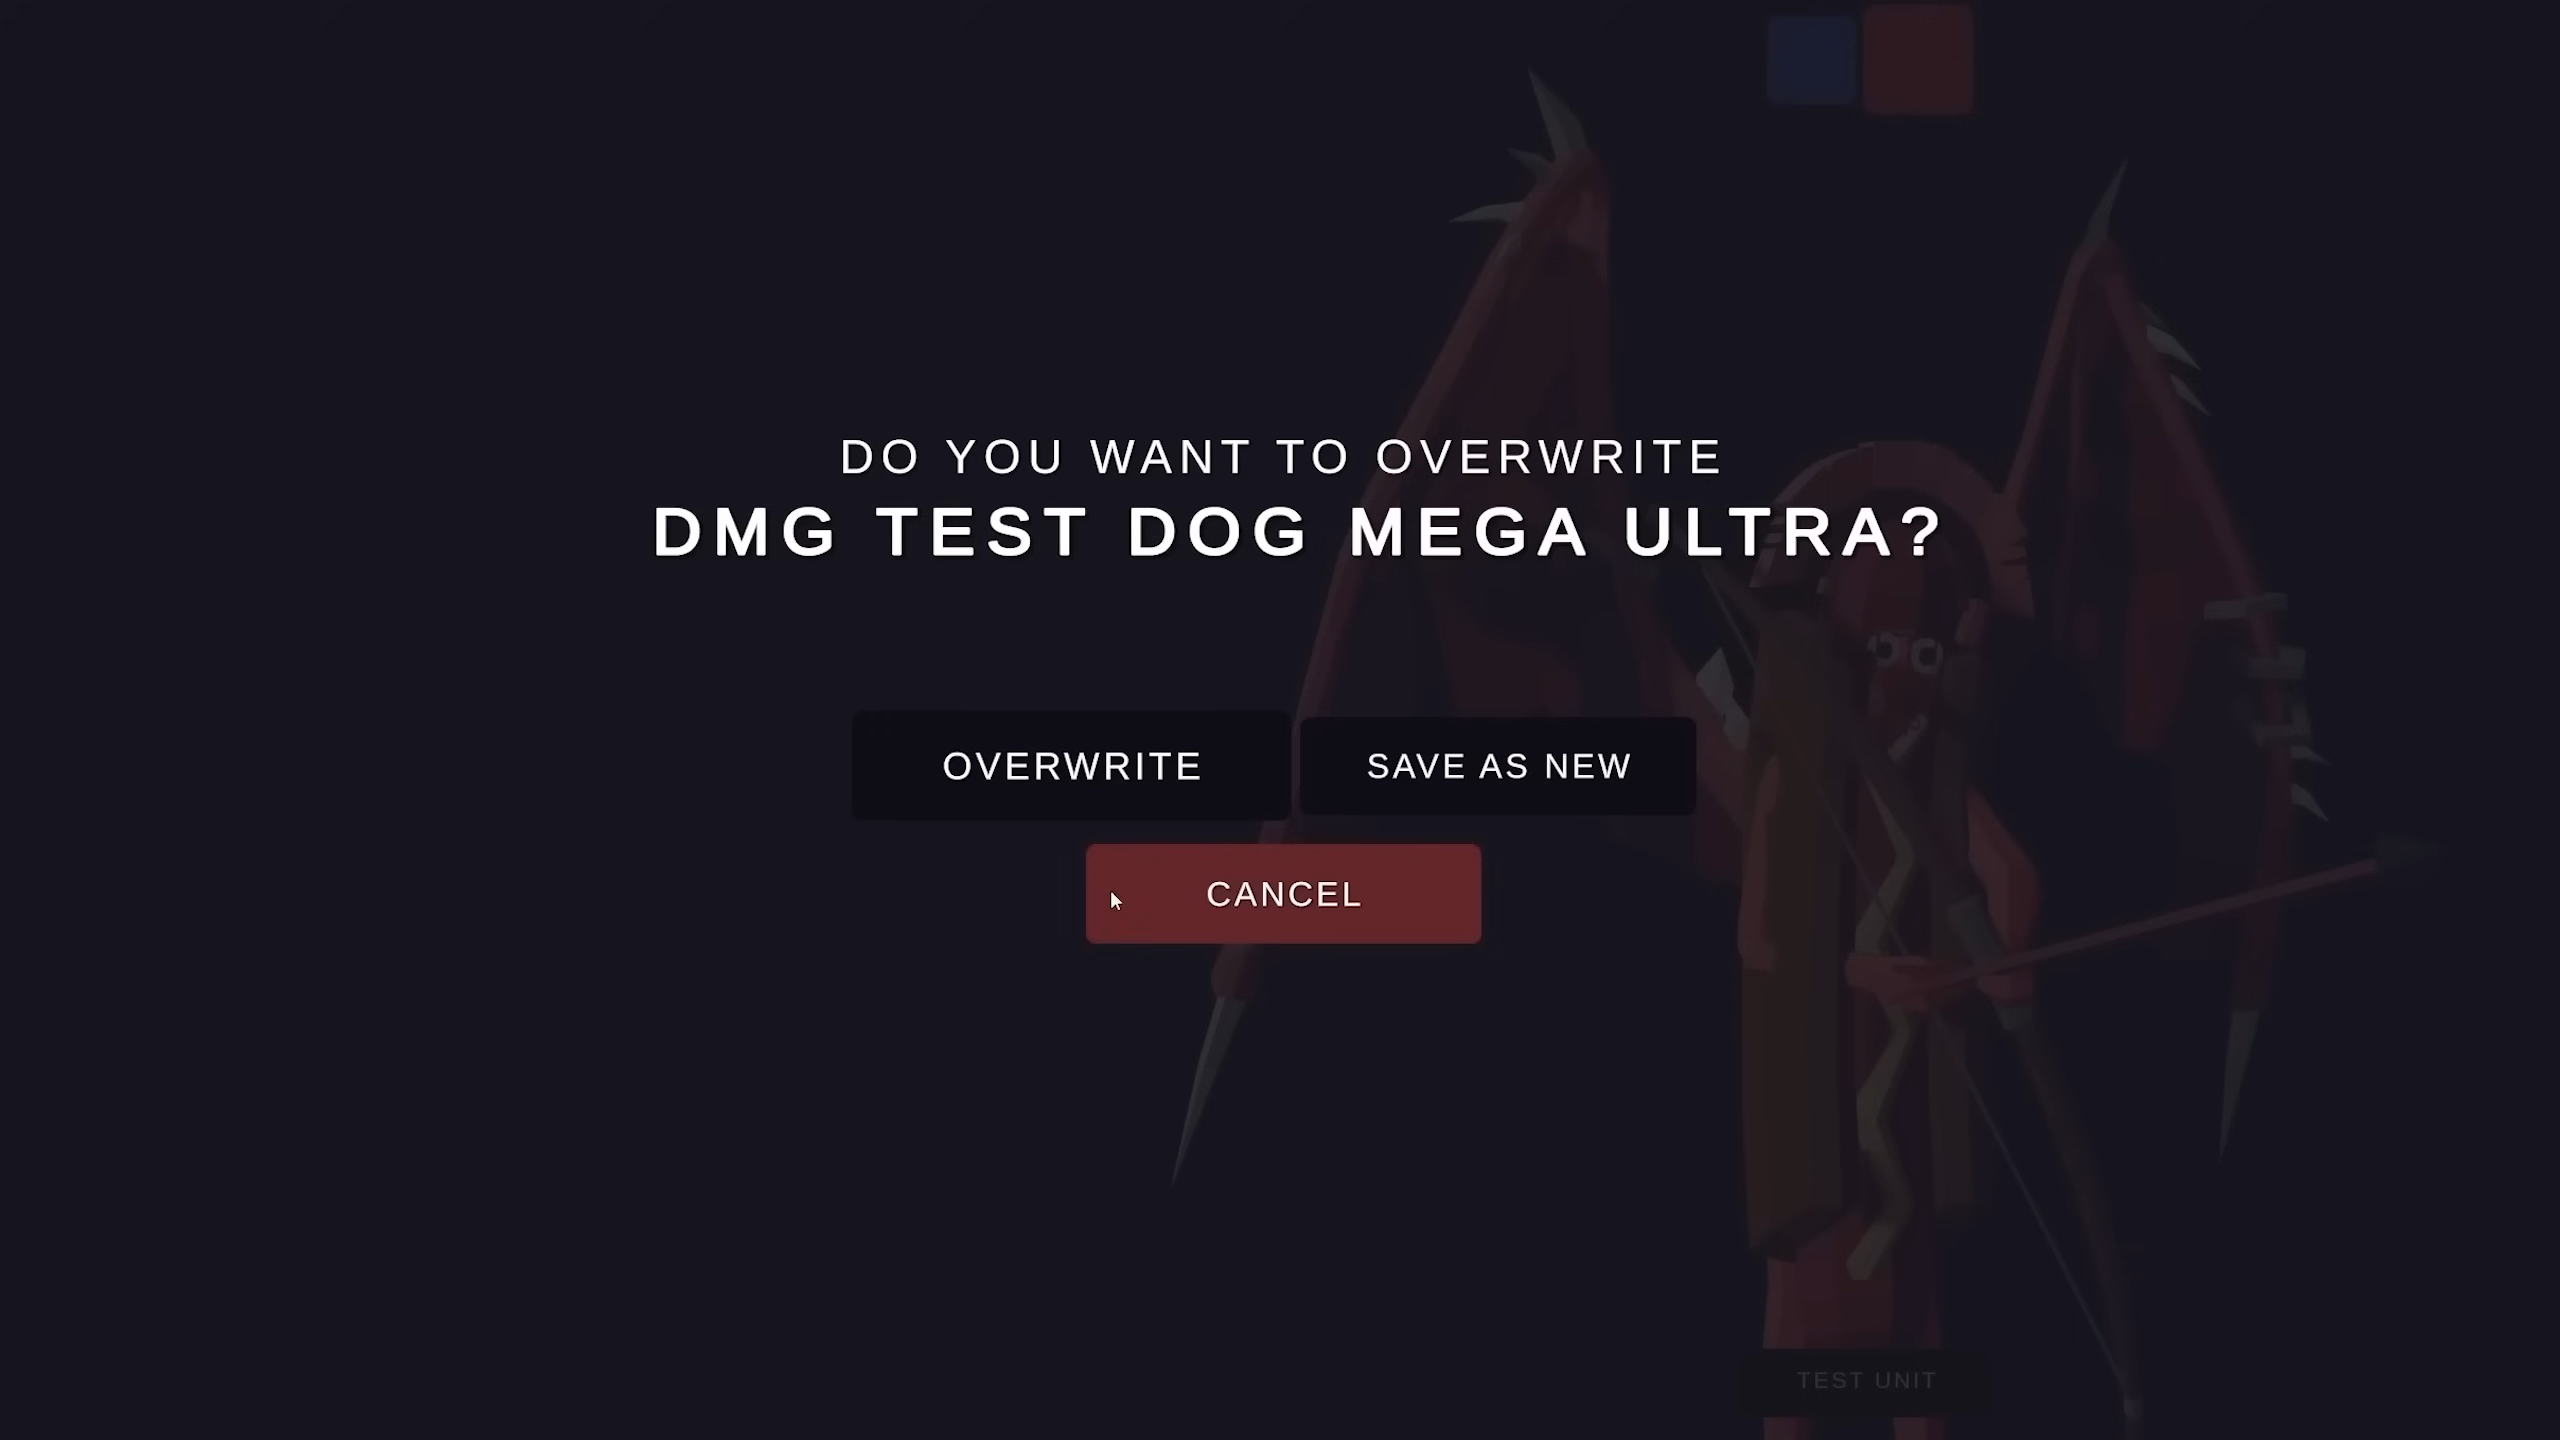 DO YOU WANT TO OVERWRITE
DMG TEST DOG MEGA ULTRA?
OVERWRITE
SAVE AS NEW
CANCEL
TEST UNIT